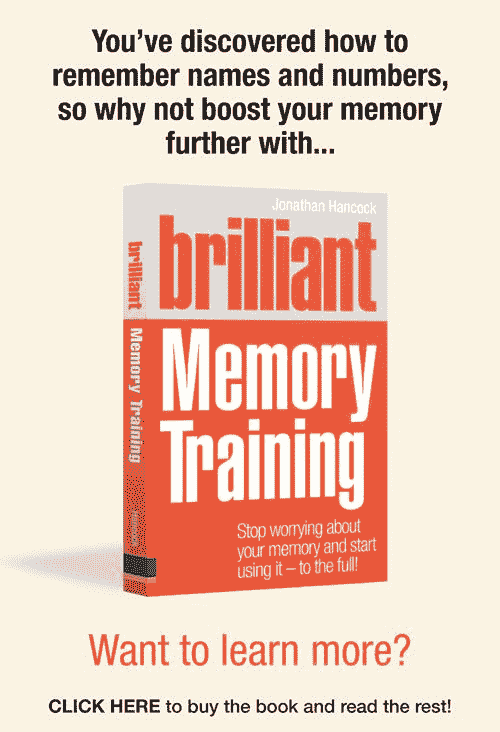 You've discovered how to
remember names and numbers,
so why not boost your memory
further with...
Jonathan Hancock
brilliant
Memory
Training
Stop worrying about
your memory and start
using it – to the full!
brilliant Memory Training
Want to learn more?
CLICK HERE to buy the book and read the rest!